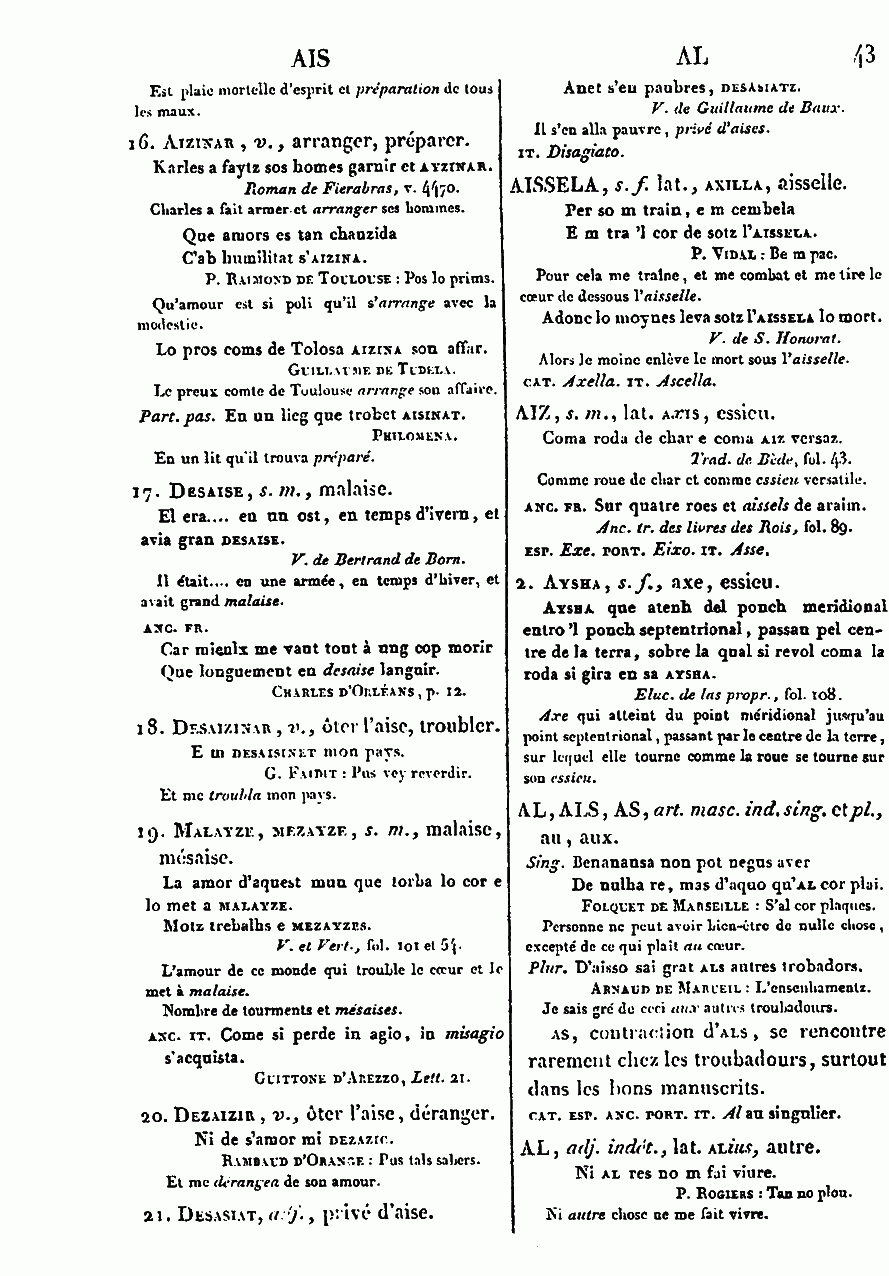 AIS
Est plaie mortelle d'esprit et préparation de tous
les maux.
16. AIZINAR, v., arranger, préparer.
Karles a faytz sos homes garnir et AYZINAR.
Roman de Fierabras, v. 4470.
Charles a fait armer et arranger ses hommes.
Que amors es tan chauzida
C'ab humilitat s'AIZINA.
P. RAIMOND DE TOULOUSE : Pos lo prims.
Qu'amour est si poli qu'il s'arrange avec la
modestie.
Lo pros coms de Tolosa AIZINA son affar.
GUILLAUME DE TUDELA.
Le preux comte de Toulouse arrange son affaire.
Part. pas. En un lieg que trobet AISINAT.
PHILOMENA.
En un lit qu'il trouva préparé.
17. DESAISE, s. m., malaise.
El era.... en un ost, en temps d'ivern, et
avia gran DESAISE.
V. de Bertrand de Born.
Il était.... en une armée, en temps d'hiver, et
avait grand malaise.
ANC. FR.
Car mieulx me vaut tout à ung cop morir
Que longuement en desaise languir.
CHARLES D'ORLÉANS, p. 12.
18. DESAIZINAR, v., ôter l'aise, troubler.
E m DESAISINET mon pays.
G. FAIDIT : Pus vey reverdir.
Et me troubla mon pays.
19. MALAYZE, MEZAYZE, s. m., malaise,
mésaise.
La amor d'aquest mun que torba lo cor e
lo met a MALAYZE.
Motz trebalhs e MEZAYZES.
V. et Vert., fol. 101 et 54.
L'amour de ce monde qui trouble le cœur et le
met à malaise.
Nombre de tourments et mésaises.
ANC. IT. Come si perde in agio, in misagio
s'acquista.
GUITTONE D'AREZZO, Lett. 21.
20. DEZAIZIR, v., ôter l'aise, déranger.
Ni de s'amor mi DEZAZIC.
RAMBAUD D'ORANGE : Pus tals sabers.
Et me dérangea de son amour.
21. DESASIAT, adj., privé d'aise.
AL 43
Anet s'en paubres, DESASIATZ.
V. de Guillaume de Baux.
Il s'en alla pauvre, privé d'aises.
IT. Disagiato.
AISSELA, s. f. lat., AXILLA, aisselle.
Per so m train, e m cembela
E m tra 'l cor de sotz l'AISSELA.
P. VIDAL : Be m pac.
Pour cela me traîne, et me combat et me tire le
cœur de dessous l'aisselle.
Adonc lo moynes leva sotz l'AISSELA lo mort.
V. de S. Honorat.
Alors le moine enlève le mort sous l'aisselle.
CAT. Axella. IT. Ascella.
AIZ, s. m., lat. AXIS, essieu.
Coma roda de char e coma AIZ versaz.
Trad. de Bède, fol. 43.
Comme roue de char et comme essieu versatile.
ANC. FR. Sur quatre roes et aissels de araim.
Anc. tr. des livres des Rois, fol. 89.
ESP. Exe. PORT. Eixo. IT. Asse.
2. AYSHA, s. f., axe, essieu.
AYSHA que atenh del ponch meridional
entro 'l ponch septentrional, passan pel cen-
tre de la terra, sobre la qual si revol coma la
roda si gira en sa AYSHA.
Eluc. de las propr., fol. 108.
Axe qui atteint du point méridional jusqu'au
point septentrional, passant par le centre de la terre,
sur lequel elle tourne comme la roue se tourne sur
son essieu.
AL, ALS, AS, art. masc. ind. sing. et pl.,
au, aux.
Sing. Benanansa non pot negus aver
De nulha re, mas d'aquo qu'AL cor plai.
FOLQUET DE MARSEILLE : S'al cor plagues.
Personne ne peut avoir bien-être de nulle chose,
excepté de ce qui plait au cœur.
Plur. D'aisso sai grat ALS autres trobadors.
ARNAUD DE MARUEIL : L'ensenhamentz.
Je sais gré de ceci aux autres troubadours.
AS, contraction d'ALS, se rencontre
rarement chez les troubadours, surtout
dans les bons manuscrits.
CAT. ESP. ANC. PORT. IT. Al au singulier.
AL, adj. indét., lat. ALius, autre.
Ni AL res no m fai viure.
P. ROGIERS : Tan no plou.
Ni autre chose ne me fait vivre.